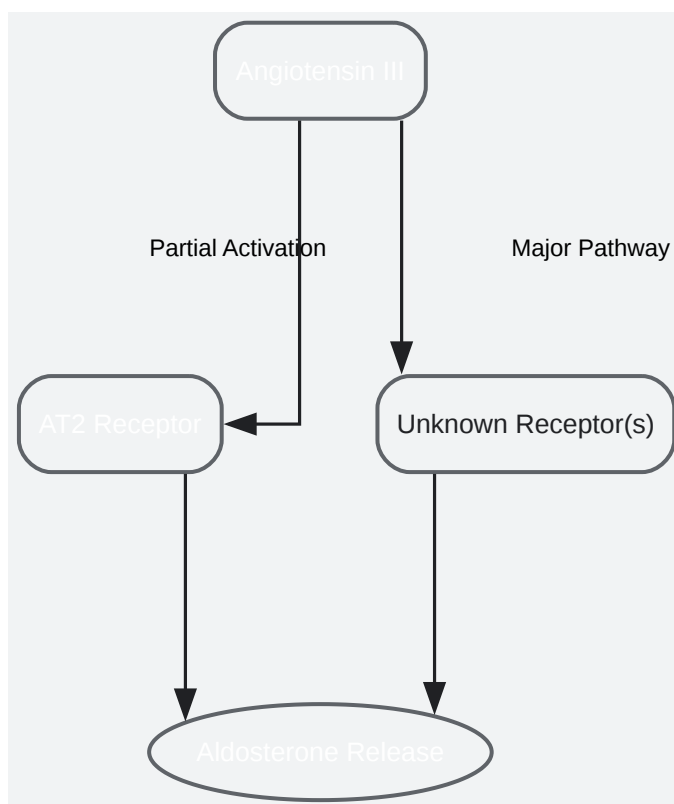 Angiotensin III
Partial Activation
Major Pathway
AT2 Receptor
Unknown Receptor(s)
Aldosterone Release